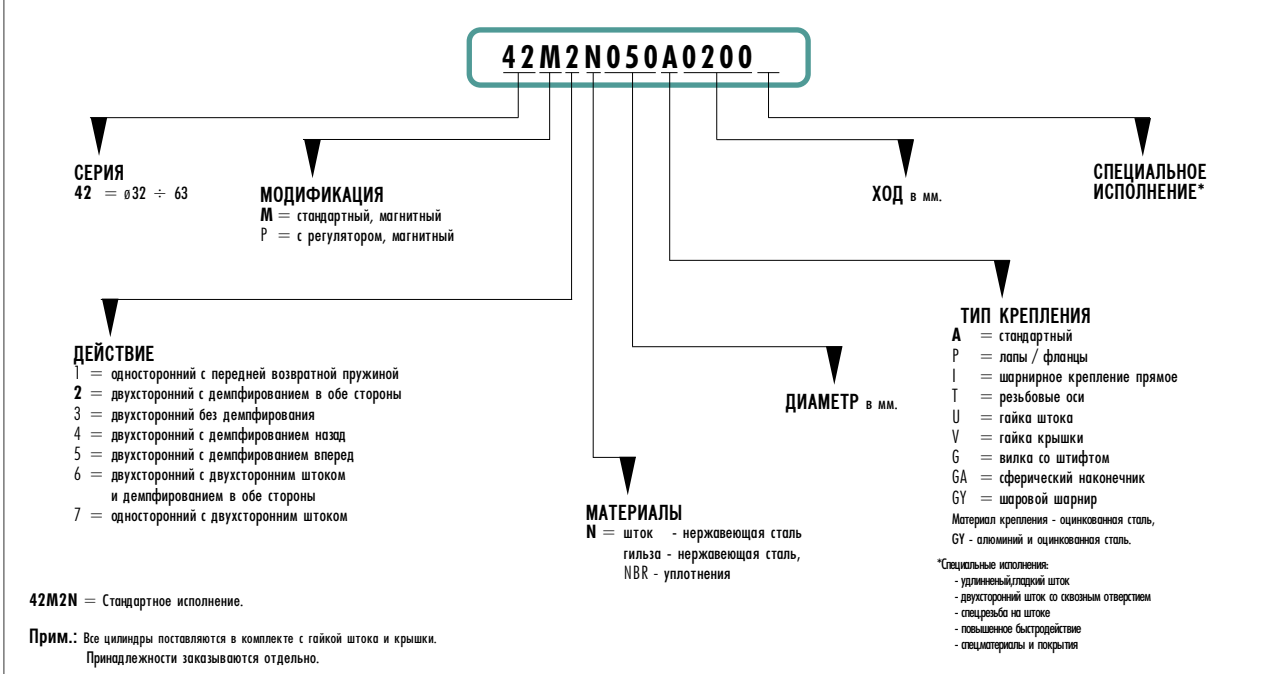 42M2N050A0200
СЕРИЯ
42 = ø32 ÷ 63
МОДИФИКАЦИЯ
M = стандартный, магнитный
P = с регулятором, магнитный
ХОД в мм.
СПЕЦИАЛЬНОЕ
ИСПОЛНЕНИЕ*
ДЕЙСТВИЕ
1 = односторонний с передней возвратной пружиной
2 = двухсторонний с демпфированием в обе стороны
3 = двухсторонний без демпфирования
4 = двухсторонний с демпфированием назад
5 = двухсторонний с демпфированием вперед
6 = двухсторонний с двухсторонним штоком
и демпфированием в обе стороны
7 = односторонний с двухсторонним штоком
МАТЕРИАЛЫ
N = шток - нержавеющая сталь
гильза - нержавеющая сталь,
NBR - уплотнения
ДИАМЕТР в мм.
ТИП КРЕПЛЕНИЯ
A = стандартный
P = лапы / фланцы
I = шарнирное крепление прямое
T = резьбовые оси
U = гайка штока
V = гайка крышки
G = вилка со штифтом
GA = сферический наконечник
GY = шаровой шарнир
Материал крепления - оцинкованная сталь,
GY - алюминий и оцинкованная сталь.
*Специальные исполнения:
- удлинненый,гладкий шток
- двухсторонний шток со сквозным отверстием
- спец.резьба на штоке
- повышенное быстродействие
- спец.материалы и покрытия
42M2N = Стандартное исполнение.
Прим.: Все цилиндры поставляются в комплекте с гайкой штока и крышки.
Принадлежности заказываются отдельно.